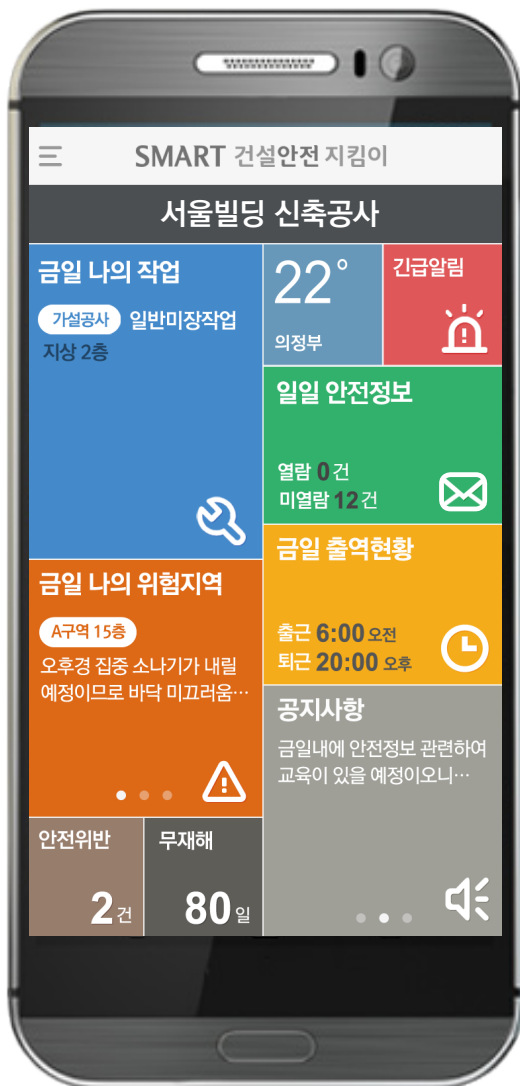 SMART 건설안전 지킴이
서울빌딩 신축공사
금일 나의 작업
가설공사 일반미장작업
지상 2층
22°
의정부
긴급알림
일일 안전정보
열람 0건
미열람 12건
금일 출역현황
출근 6:00 오전
퇴근 20:00 오후
금일 나의 위험지역
A구역 15층
오후경 집중 소나기가 내릴
예정이므로 바닥 미끄러움…
공지사항
금일내에 안전정보 관련하여
교육이 있을 예정이오니…
안전위반
2건
무재해
80일